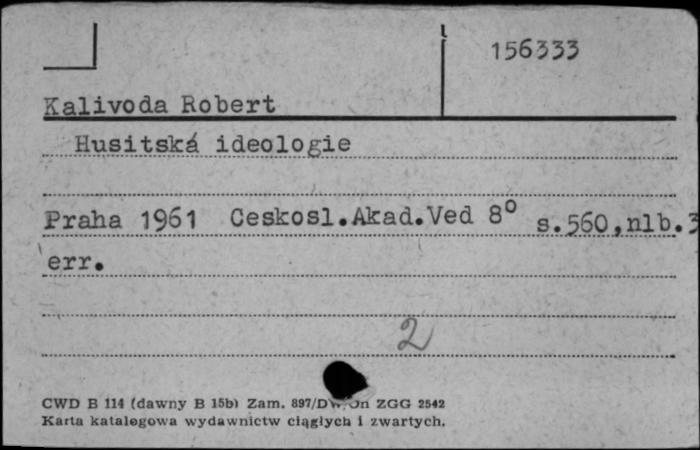 156333
Kalivoda Robert
Husitská ideologie
Praha 1961 Ceskosl.Akad.Ved 8° s.560,nlb.3
err.
2
CWD B 114 (dawny B 15b) Zam. 897/DW ZGG 2542
Karta katalogowa wydawnictw ciągłych i zwartych.